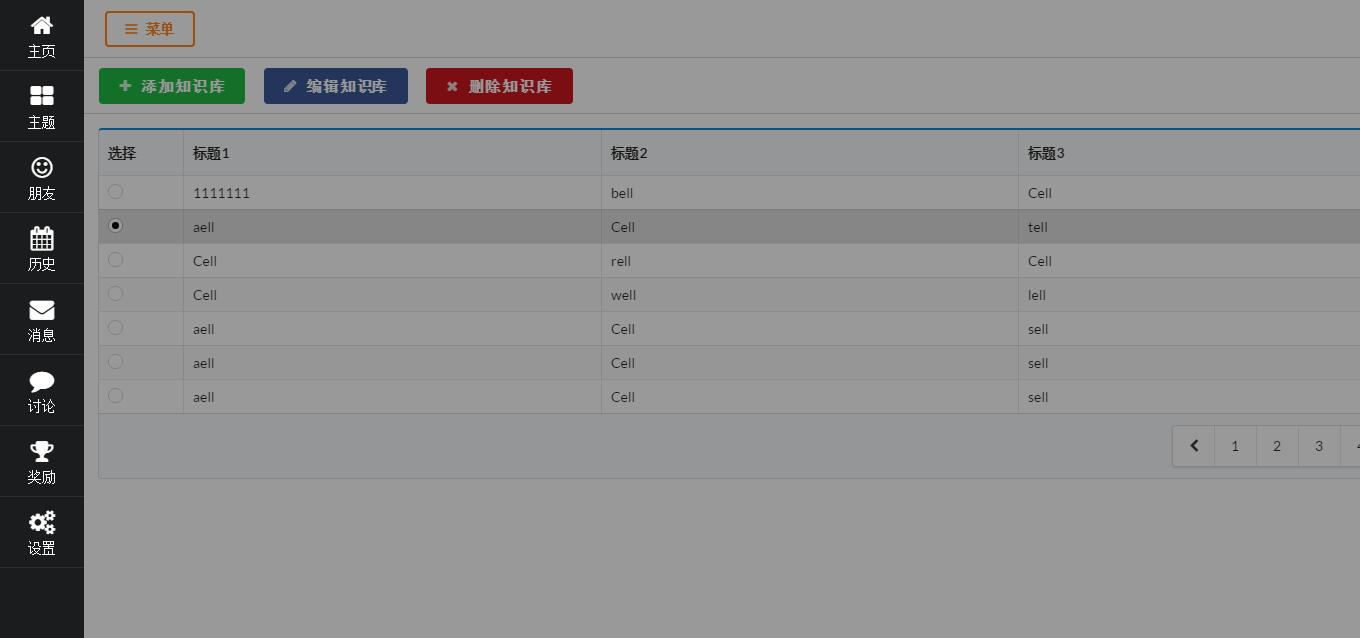 主页
主题
朋友
历史
消息
讨论
奖励
设置
菜单
添加知识库 编辑知识库 删除知识库
选择 标题1 标题2 标题3
1111111 bell Cell
aell Cell tell
Cell rell Cell
Cell well lell
aell Cell sell
aell Cell sell
aell Cell sell
1 2 3